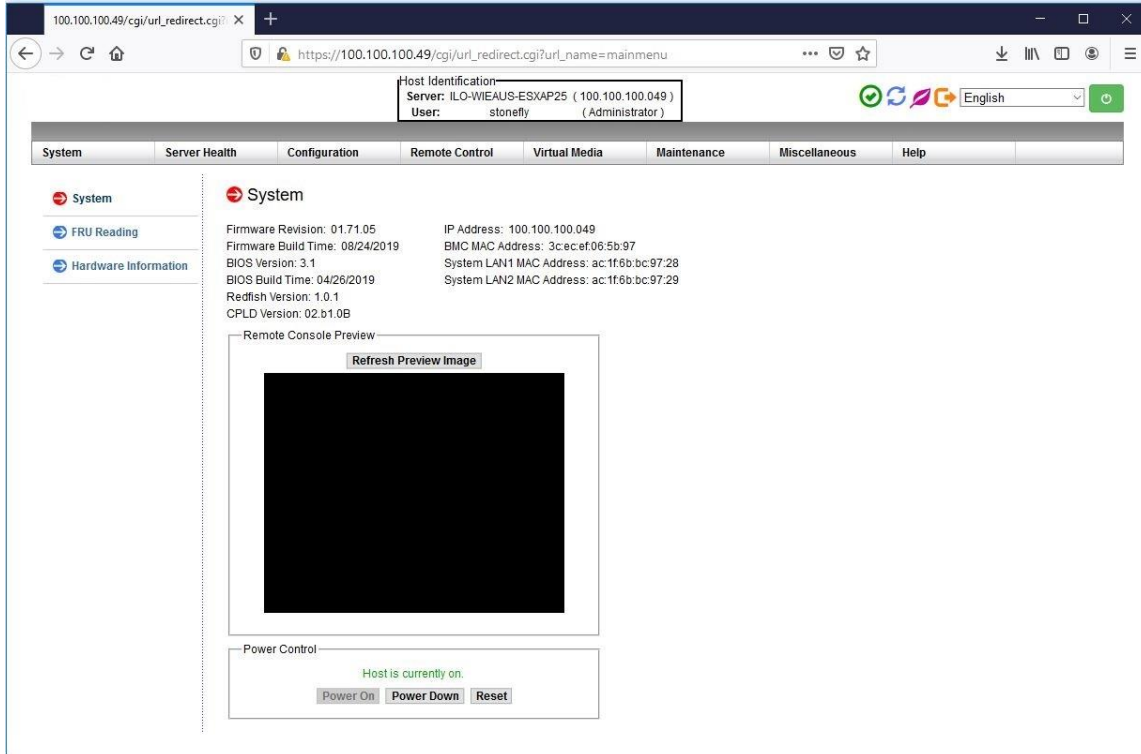 100.100.100.49/cgi/url_redirect.cgi?
https://100.100.100.49/cgi/url_redirect.cgi?url_name=mainmenu
Host Identification
Server: ILO-WIEAUS-ESXAP25 ( 100.100.100.049 )
User: stonefly ( Administrator )
English
System Server Health Configuration Remote Control Virtual Media Maintenance Miscellaneous Help
System
FRU Reading
Hardware Information
System
Firmware Revision: 01.71.05
Firmware Build Time: 08/24/2019
BIOS Version: 3.1
BIOS Build Time: 04/26/2019
Redfish Version: 1.0.1
CPLD Version: 02.b1.0B
IP Address: 100.100.100.049
BMC MAC Address: 3c:ec:ef:06:5b:97
System LAN1 MAC Address: ac:1f:6b:bc:97:28
System LAN2 MAC Address: ac:1f:6b:bc:97:29
Remote Console Preview
Refresh Preview Image
Power Control
Host is currently on.
Power On Power Down Reset